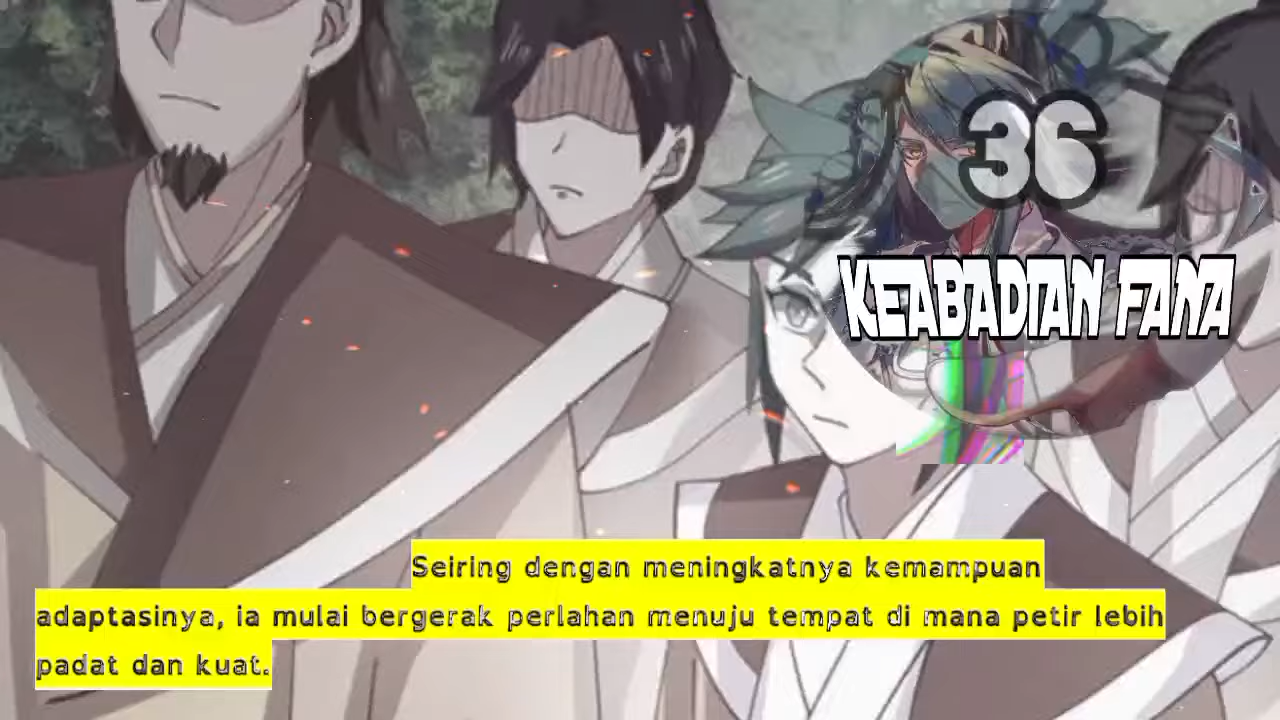 36
KEABADIAN FANA
Seiring dengan meningkatnya kemampuan
adaptasinya, ia mulai bergerak perlahan menuju tempat di mana petir lebih
padat dan kuat.